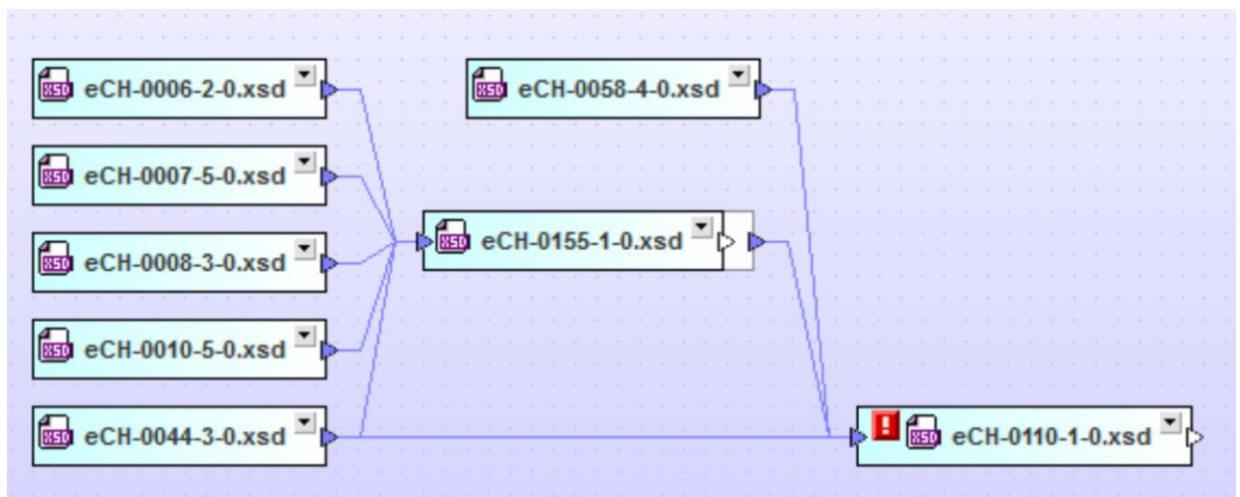 eCH-0006-2-0.xsd
eCH-0058-4-0.xsd
eCH-0007-5-0.xsd
eCH-0155-1-0.xsd
eCH-0008-3-0.xsd
eCH-0010-5-0.xsd
eCH-0044-3-0.xsd
eCH-0110-1-0.xsd